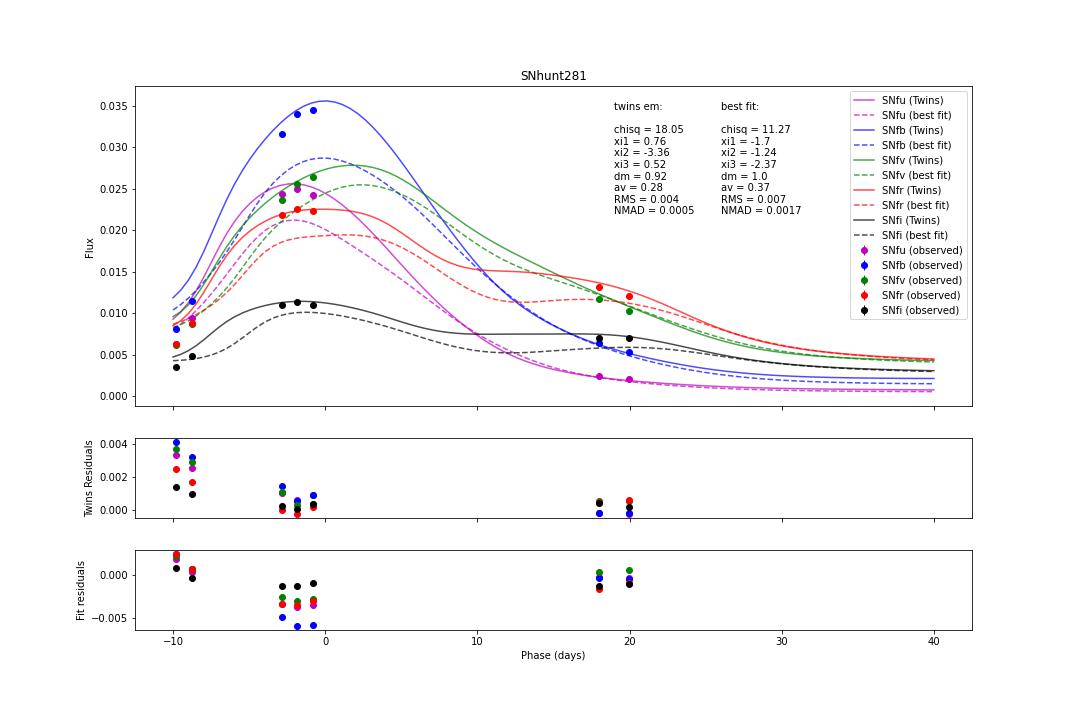 SNhunt281
Flux
0.035
0.030
0.025
0.020
0.015
0.010
0.005
0.000
twins em:
chisq = 18.05
xi1 = 0.76
xi2 = -3.36
xi3 = 0.52
dm = 0.92
av = 0.28
RMS = 0.004
NMAD = 0.0005
best fit:
chisq = 11.27
xi1 = -1.7
xi2 = -1.24
xi3 = -2.37
dm = 1.0
av = 0.37
RMS = 0.007
NMAD = 0.0017
SNfu (Twins)
SNfu (best fit)
SNfb (Twins)
SNfb (best fit)
SNfv (Twins)
SNfv (best fit)
SNfr (Twins)
SNfr (best fit)
SNfi (Twins)
SNfi (best fit)
SNfu (observed)
SNfb (observed)
SNfv (observed)
SNfr (observed)
SNfi (observed)
Twins Residuals
0.004
0.002
0.000
Fit residuals
0.000
−0.005
−10 0 10 20 30 40
Phase (days)